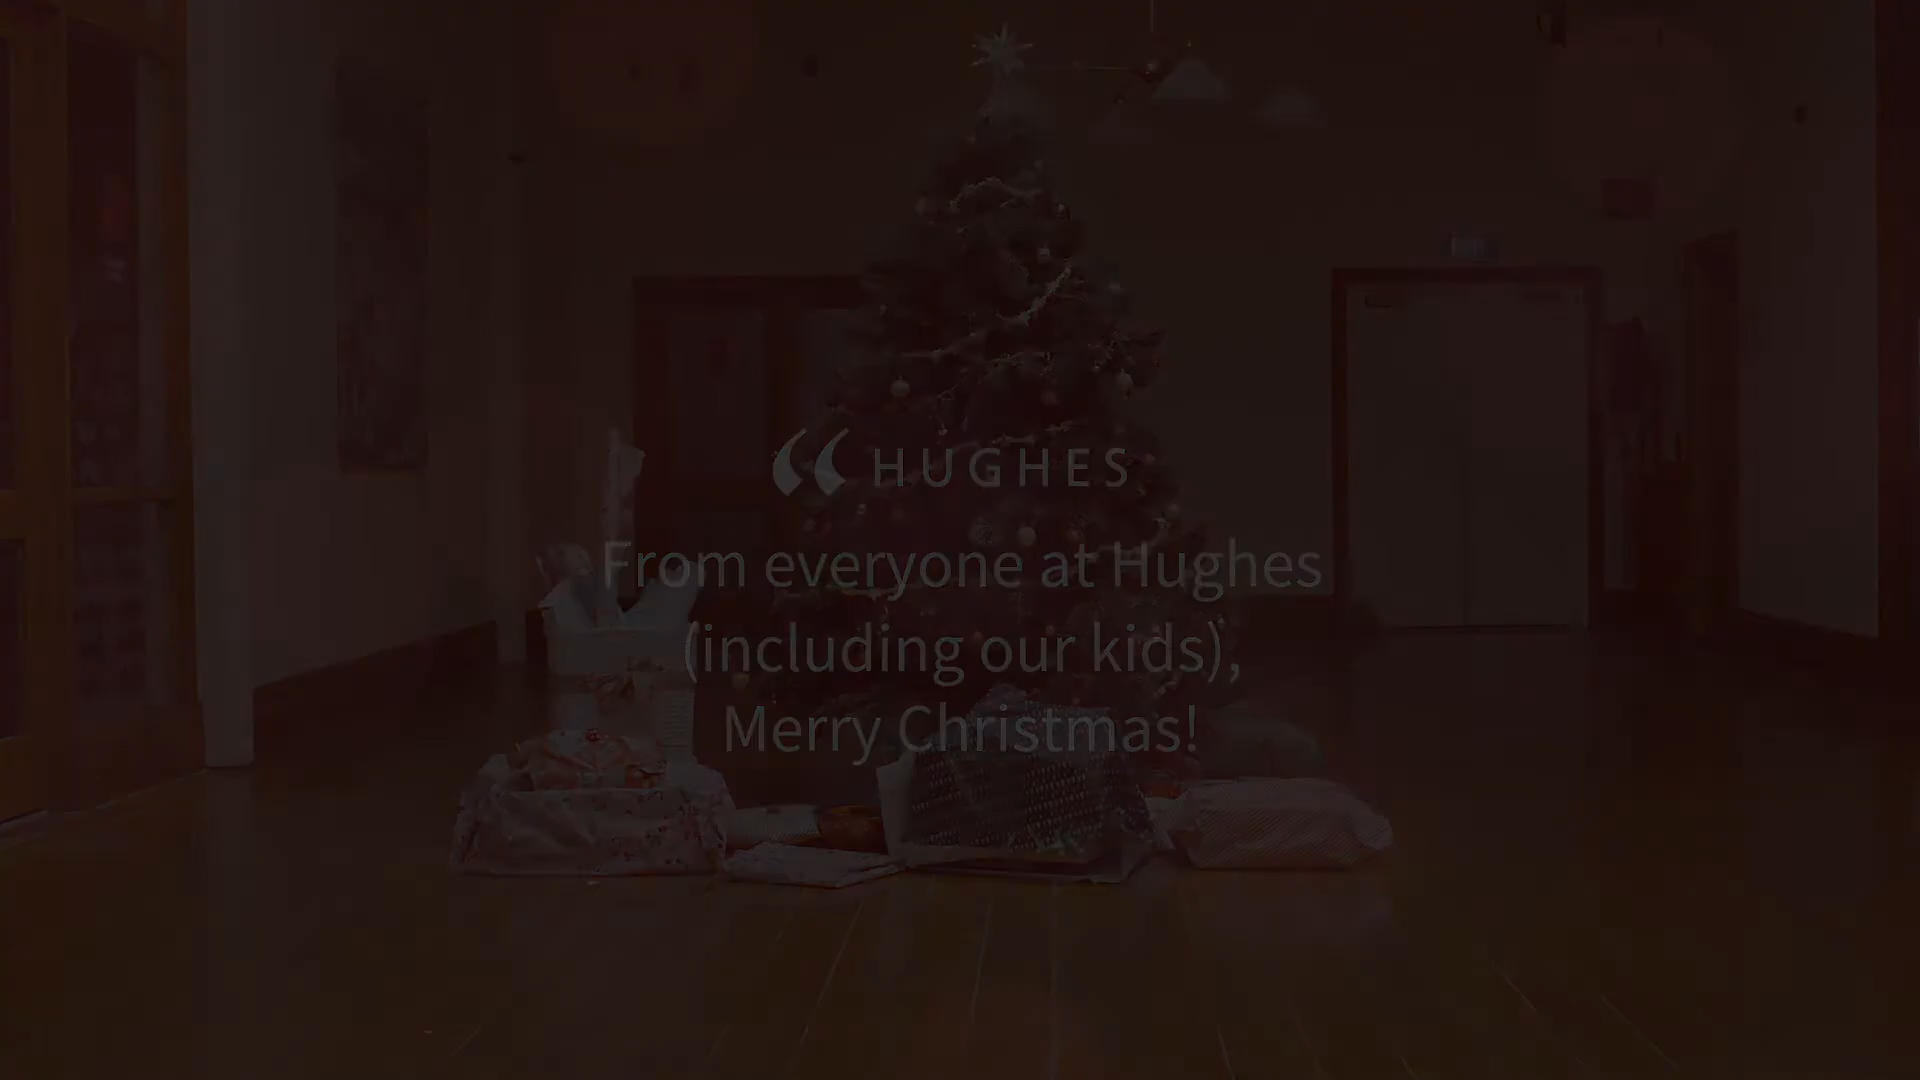 HUGHES
From everyone at Hughes
(including our kids),
Merry Christmas!